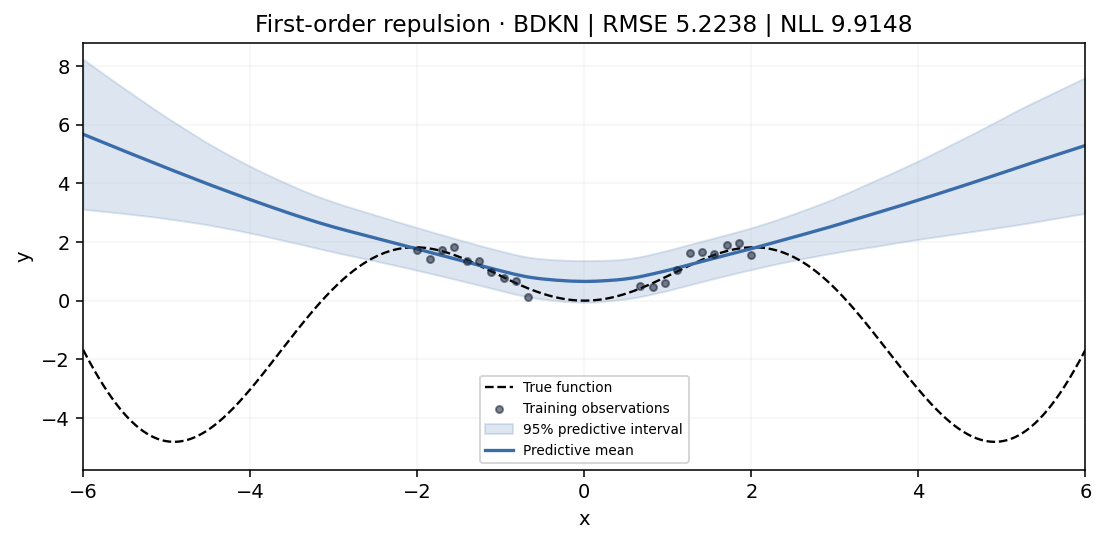 First-order repulsion · BDKN | RMSE 5.2238 | NLL 9.9148
8
6
4
2
0
−2
−4
y
True function
Training observations
95% predictive interval
Predictive mean
−6
−4
−2
0
2
4
6
x